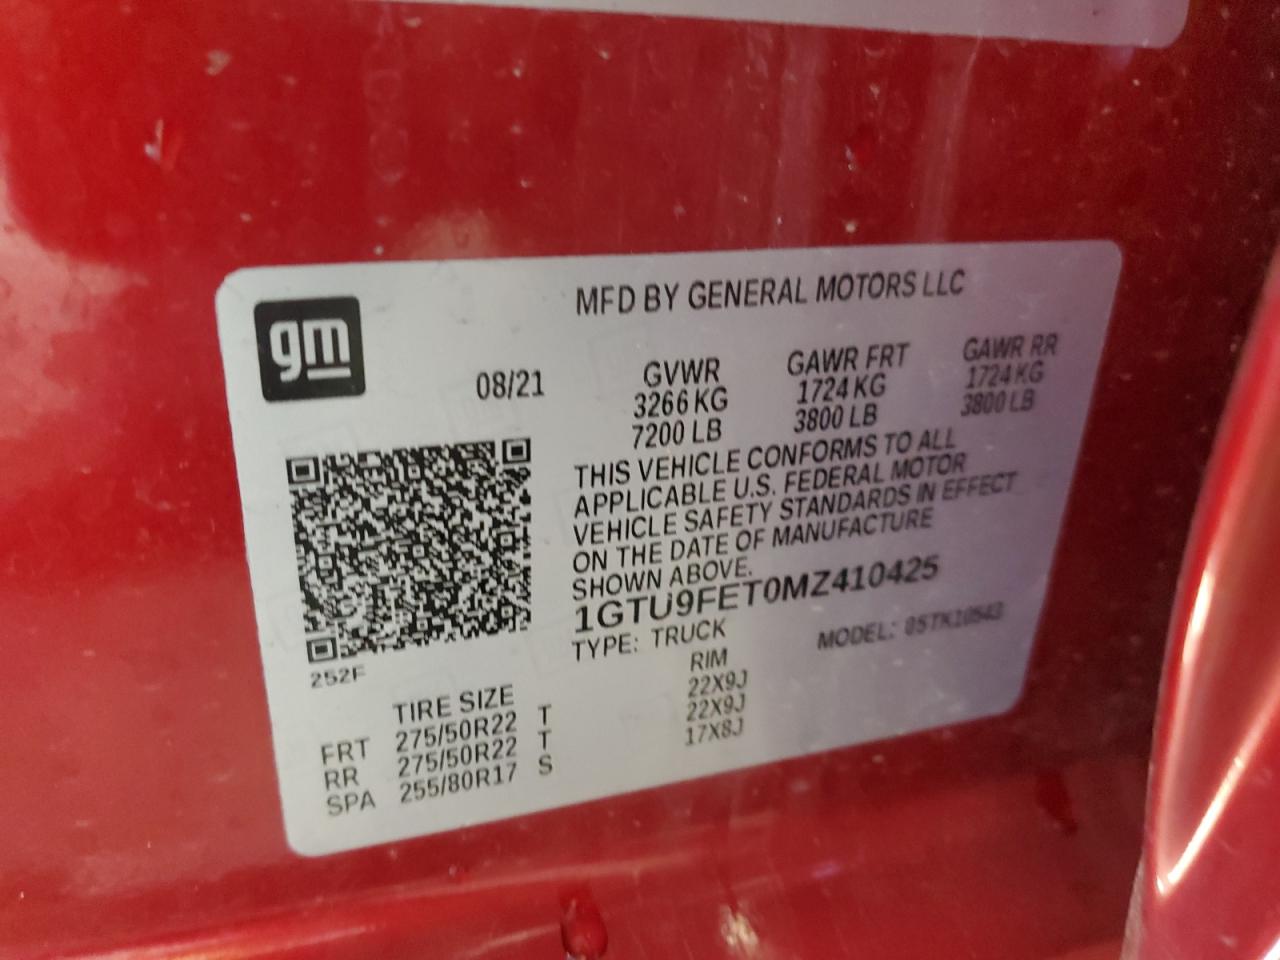 gm
MFD BY GENERAL MOTORS LLC
08/21
GVWR
3266 KG
7200 LB
GAWR FRT
1724 KG
3800 LB
GAWR RR
1724 KG
3800 LB
THIS VEHICLE CONFORMS TO ALL
APPLICABLE U.S. FEDERAL MOTOR
VEHICLE SAFETY STANDARDS IN EFFECT
ON THE DATE OF MANUFACTURE
SHOWN ABOVE.
1GTU9FET0MZ410425
TYPE: TRUCK
MODEL:
252F
TIRE SIZE
RIM
FRT 275/50R22 T 22X9J
RR 275/50R22 T 22X9J
SPA 255/80R17 S 17X8J